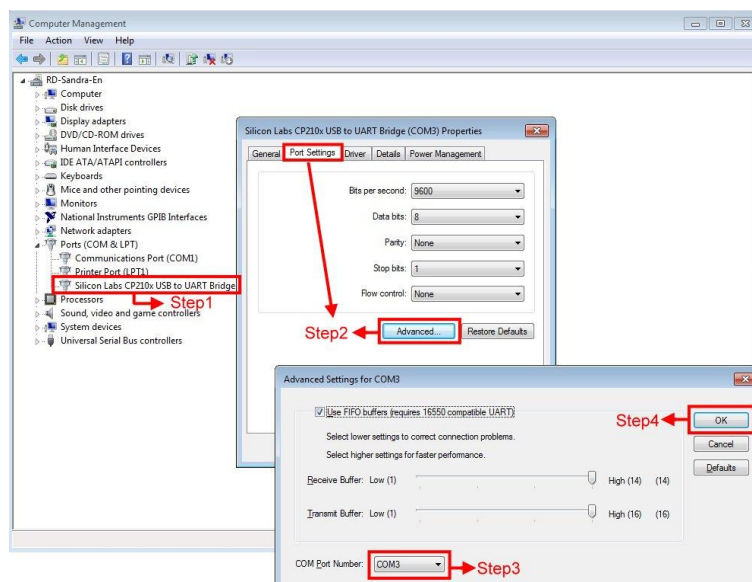 Computer Management
File Action View Help
RD-Sandra-En
Computer
Disk drives
Display adapters
DVD/CD-ROM drives
Human Interface Devices
IDE ATA/ATAPI controllers
Keyboards
Mice and other pointing devices
Monitors
National Instruments GPIB Interfaces
Network adapters
Ports (COM & LPT)
Communications Port (COM1)
Printer Port (LPT1)
Silicon Labs CP210x USB to UART Bridge
Processors
Step1
Sound, video and game controllers
System devices
Universal Serial Bus controllers
Silicon Labs CP210x USB to UART Bridge (COM3) Properties
General Port Settings Driver Details Power Management
Bits per second: 9600
Data bits: 8
Parity: None
Stop bits: 1
Flow control: None
Step2 Advanced... Restore Defaults
Advanced Settings for COM3
Use FIFO buffers (requires 16550 compatible UART)
Step4 OK
Select lower settings to correct connection problems.
Cancel
Select higher settings for faster performance.
Defaults
Receive Buffer: Low (1) High (14) (14)
Transmit Buffer: Low (1) High (16) (16)
COM Port Number: COM3 Step3